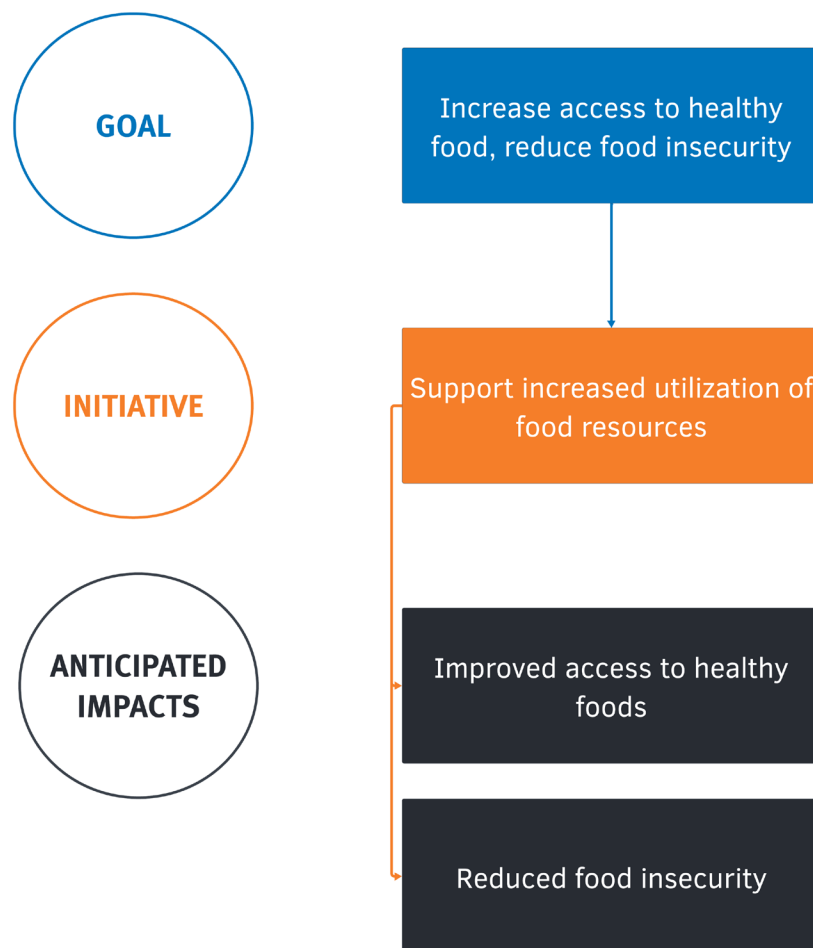 GOAL
Increase access to healthy
food, reduce food insecurity
INITIATIVE
Support increased utilization of
food resources
ANTICIPATED
IMPACTS
Improved access to healthy
foods
Reduced food insecurity